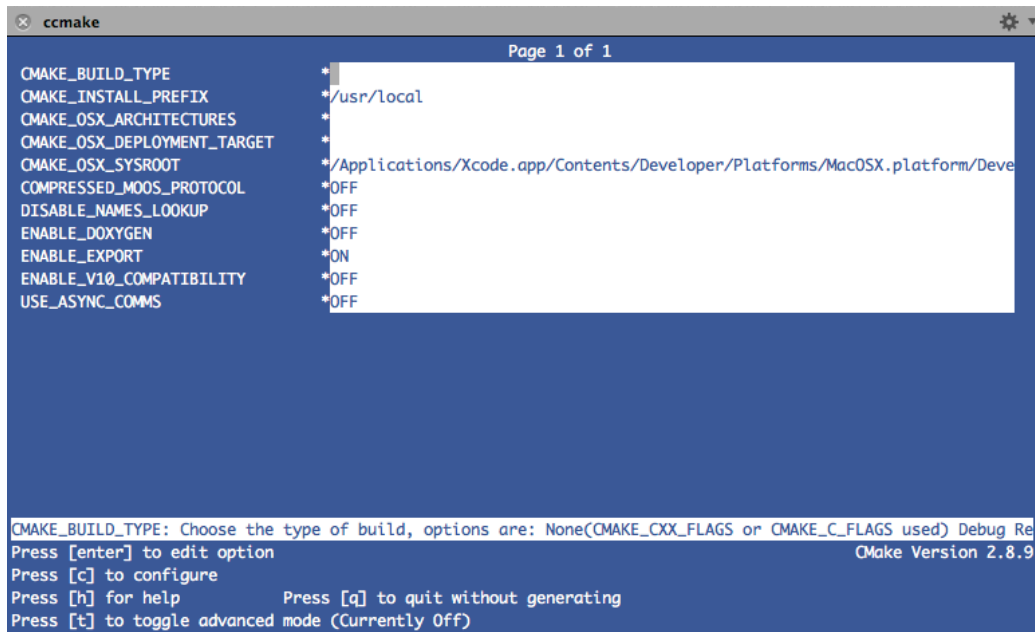 ccmake
Page 1 of 1
CMAKE_BUILD_TYPE *
CMAKE_INSTALL_PREFIX */usr/local
CMAKE_OSX_ARCHITECTURES *
CMAKE_OSX_DEPLOYMENT_TARGET *
CMAKE_OSX_SYSROOT */Applications/Xcode.app/Contents/Developer/Platforms/MacOSX.platform/Deve
COMPRESSED_MOOS_PROTOCOL *OFF
DISABLE_NAMES_LOOKUP *OFF
ENABLE_DOXYGEN *OFF
ENABLE_EXPORT *ON
ENABLE_V10_COMPATIBILITY *OFF
USE_ASYNC_COMMS *OFF
CMAKE_BUILD_TYPE: Choose the type of build, options are: None(CMAKE_CXX_FLAGS or CMAKE_C_FLAGS used) Debug Re
Press [enter] to edit option CMake Version 2.8.9
Press [c] to configure
Press [h] for help Press [q] to quit without generating
Press [t] to toggle advanced mode (Currently Off)